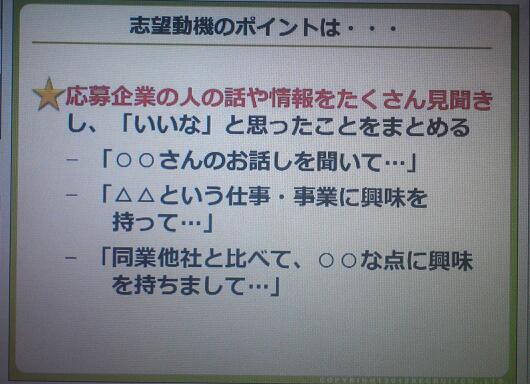 志望動機のポイントは・・・
応募企業の人の話や情報をたくさん見聞き
し、「いいな」と思ったことをまとめる
– 「○○さんのお話しを聞いて…」
– 「△△という仕事・事業に興味を
持って…」
– 「同業他社と比べて、○○な点に興味
を持ちまして…」